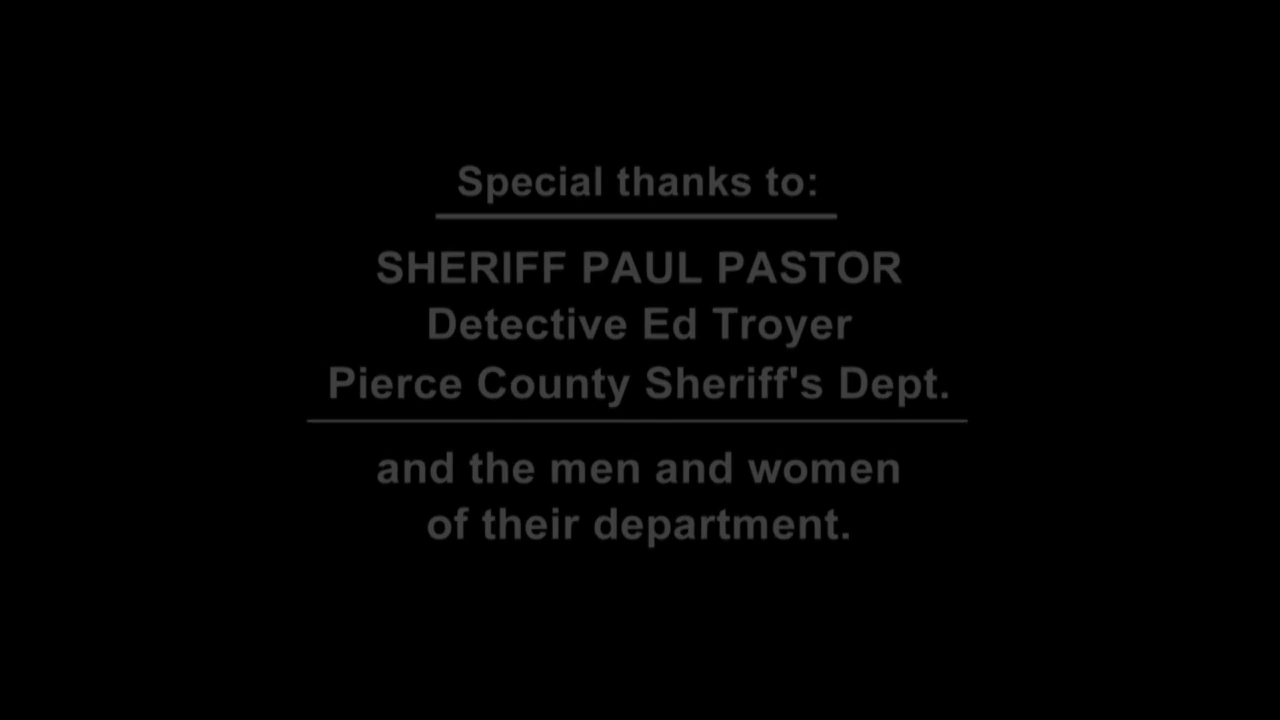 Special thanks to:
SHERIFF PAUL PASTOR
Detective Ed Troyer
Pierce County Sheriff's Dept.
and the men and women
of their department.